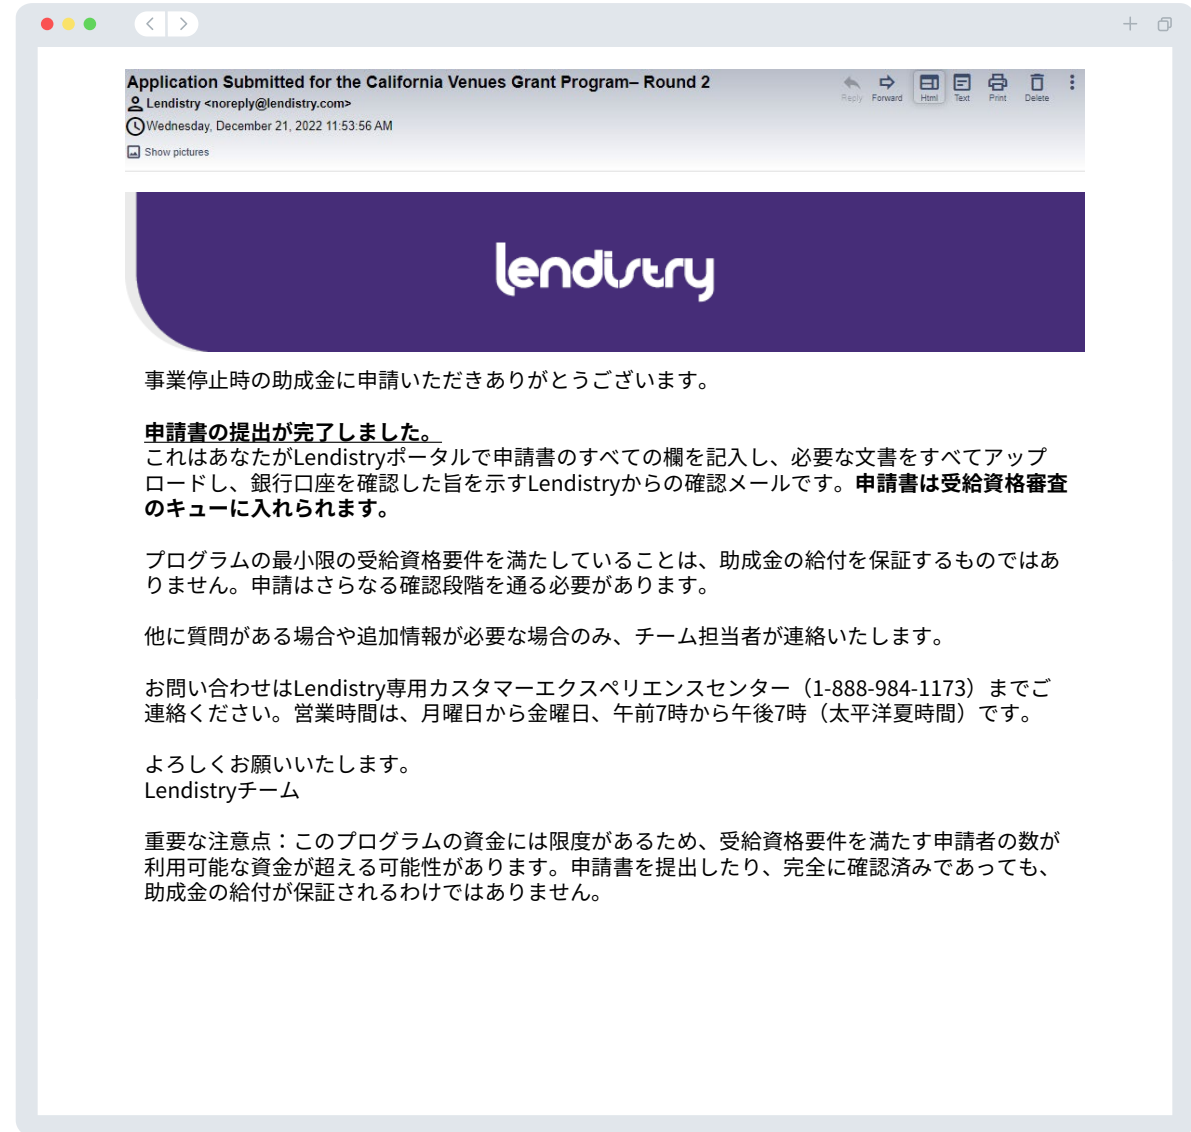 Application Submitted for the California Venues Grant Program– Round 2
Lendistry <noreply@lendistry.com>
Wednesday, December 21, 2022 11:53:56 AM
Show pictures
Reply Forward Html Text Print Delete
lendistry
事業停止時の助成金に申請いただきありがとうございます。
申請書の提出が完了しました。
これはあなたがLendistryポータルで申請書のすべての欄を記入し、必要な文書をすべてアップ
ロードし、銀行口座を確認した旨を示すLendistryからの確認メールです。申請書は受給資格審査
のキューに入れられます。
プログラムの最小限の受給資格要件を満たしていることは、助成金の給付を保証するものではあ
りません。申請はさらなる確認段階を通る必要があります。
他に質問がある場合や追加情報が必要な場合のみ、チーム担当者が連絡いたします。
お問い合わせはLendistry専用カスタマーエクスペリエンスセンター（1-888-984-1173）までご
連絡ください。営業時間は、月曜日から金曜日、午前7時から午後7時（太平洋夏時間）です。
よろしくお願いいたします。
Lendistryチーム
重要な注意点：このプログラムの資金には限度があるため、受給資格要件を満たす申請者の数が
利用可能な資金が超える可能性があります。申請書を提出したり、完全に確認済みであっても、
助成金の給付が保証されるわけではありません。